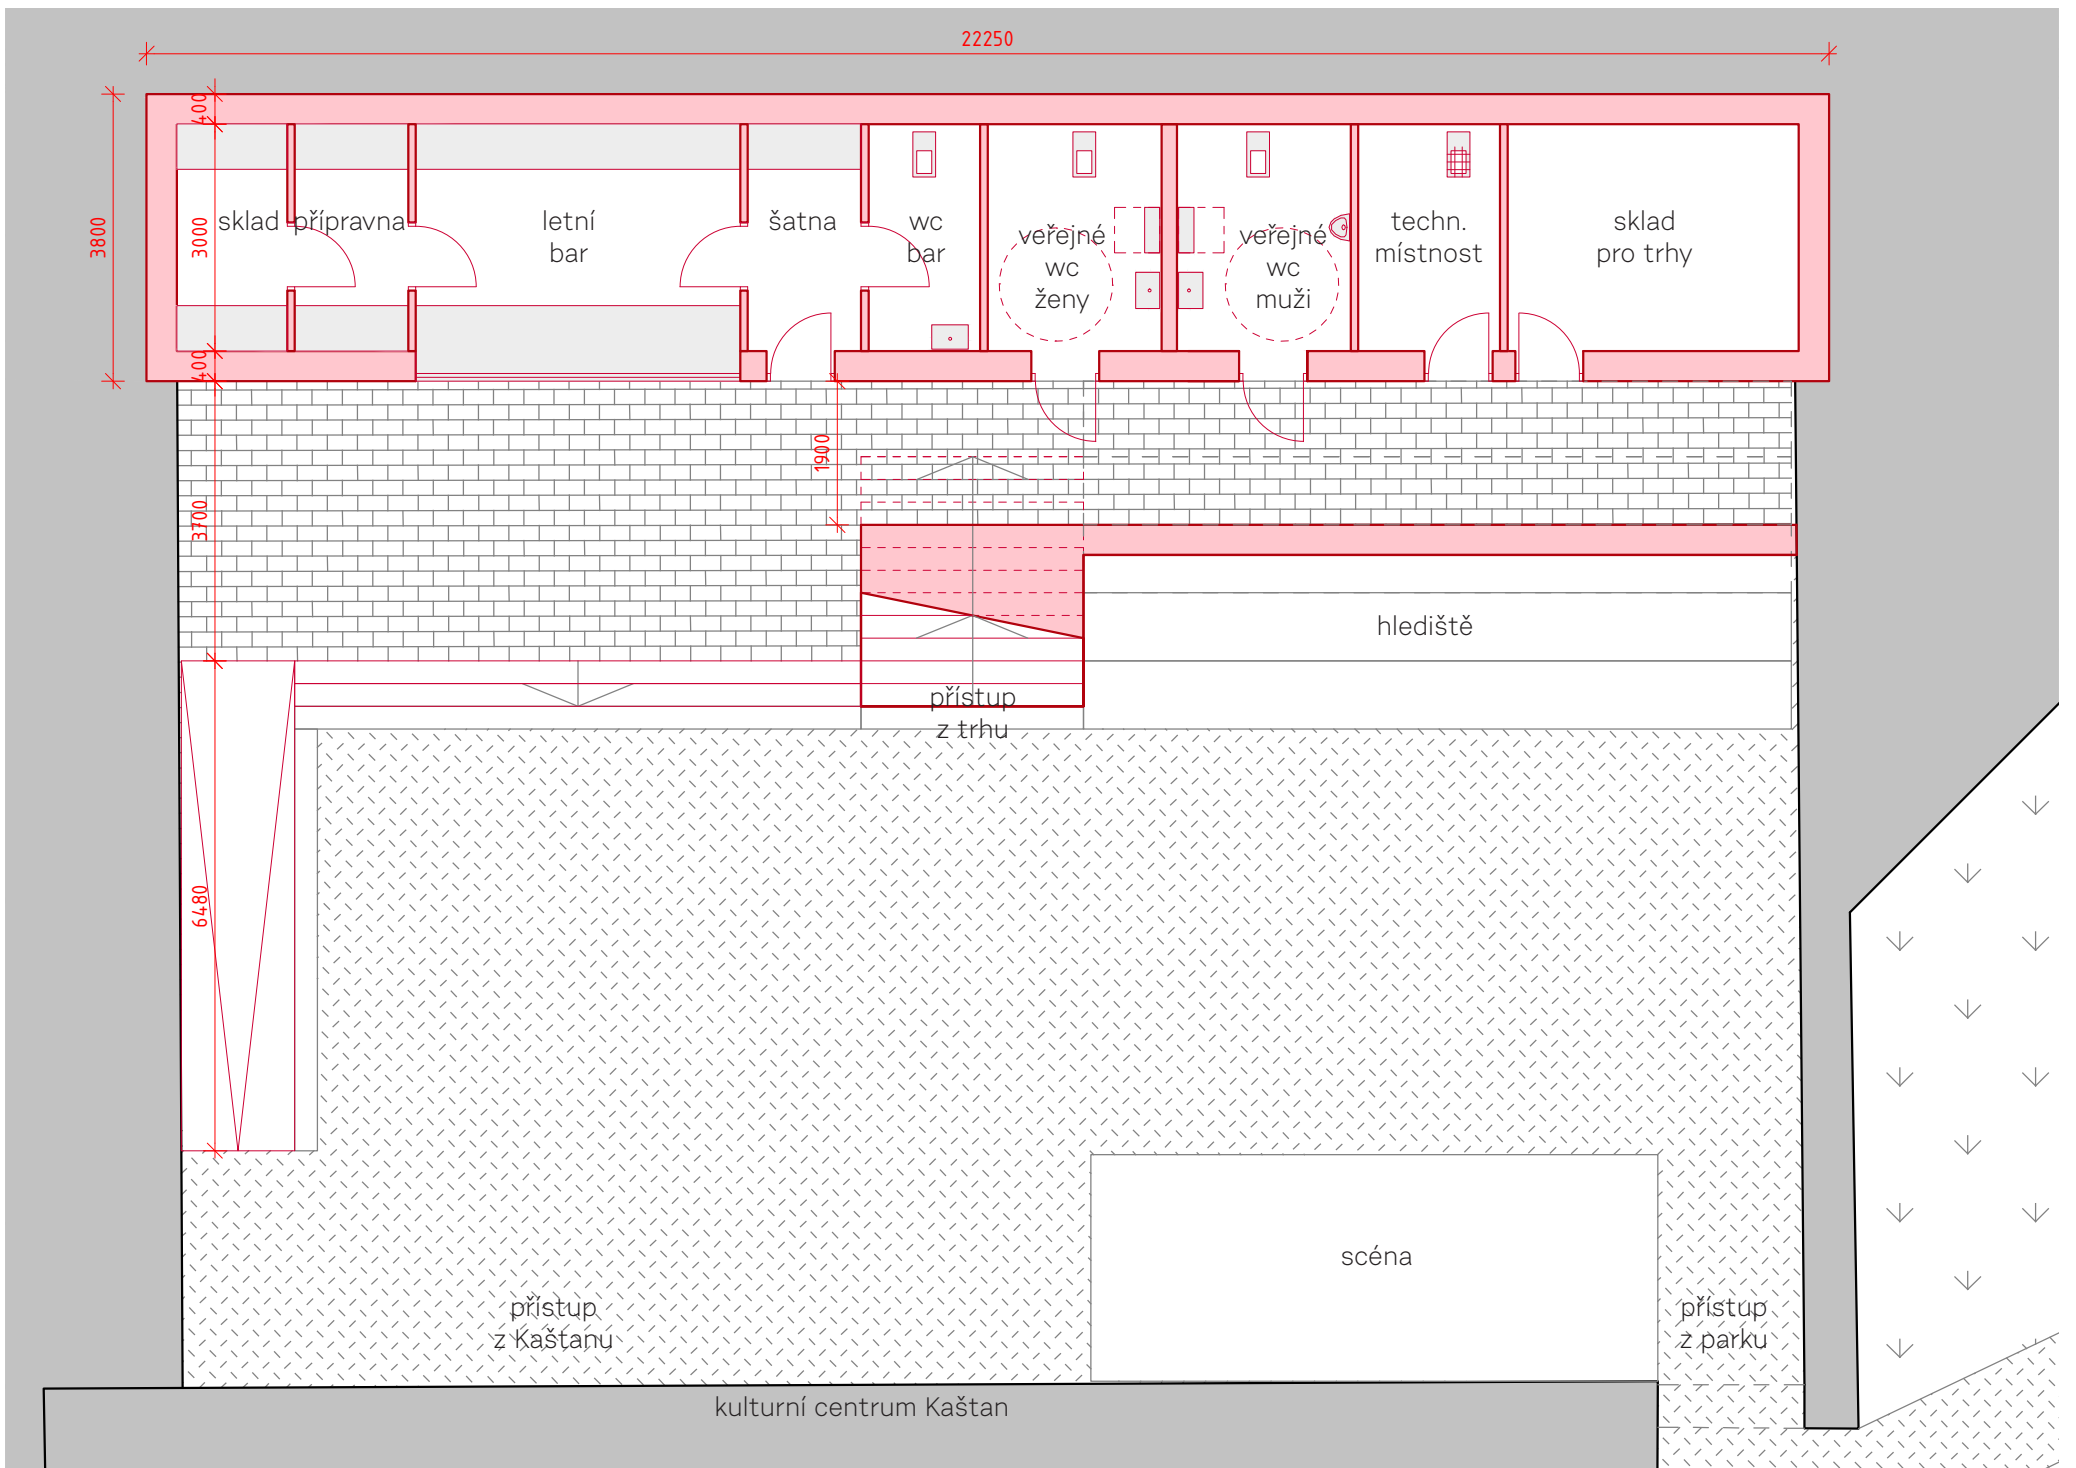 22250
400
3800
3000
400
sklad
přípravna
letní
bar
šatna
wc
bar
veřejné
wc
ženy
veřejné
wc
muži
techn.
místnost
sklad
pro trhy
1900
3700
hlediště
přístup
z trhu
6480
scéna
přístup
z Kaštanu
přístup
z parku
kulturní centrum Kaštan